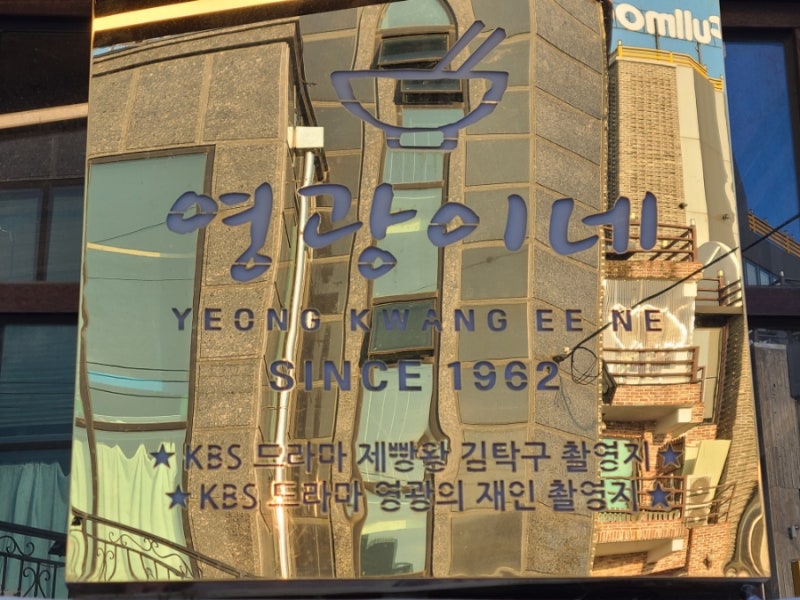 영광이네
YEONG KWANG EE NE
SINCE 1962
★KBS 드라마 제빵왕 김탁구 촬영지★
★KBS 드라마 영광의 재인 촬영지★